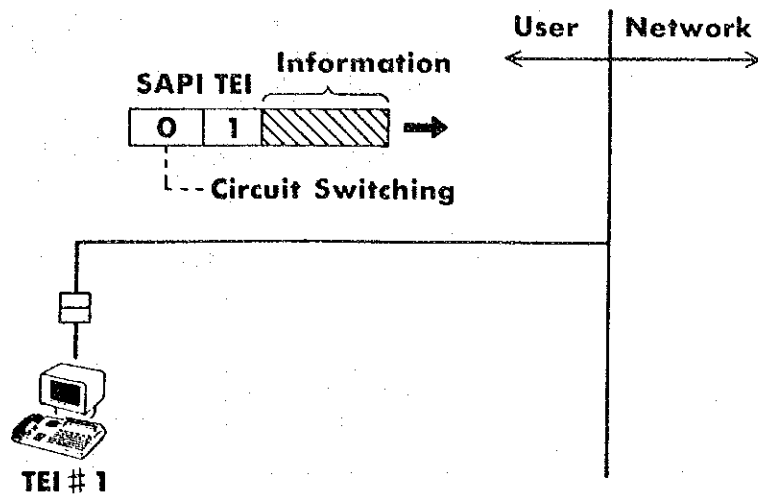 User Network
Information
SAPI TEI
0 1
Circuit Switching
TEI # 1